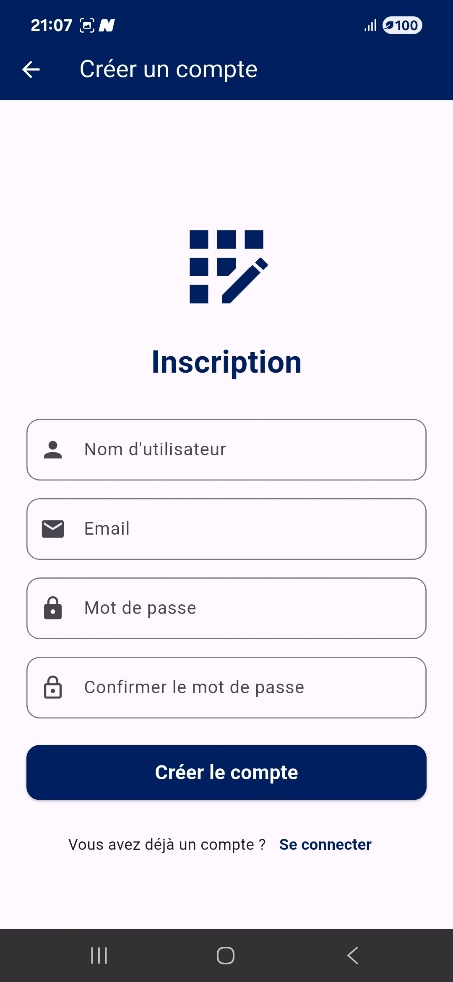 21:07
100
Créer un compte
Inscription
Nom d'utilisateur
Email
Mot de passe
Confirmer le mot de passe
Créer le compte
Vous avez déjà un compte ? Se connecter